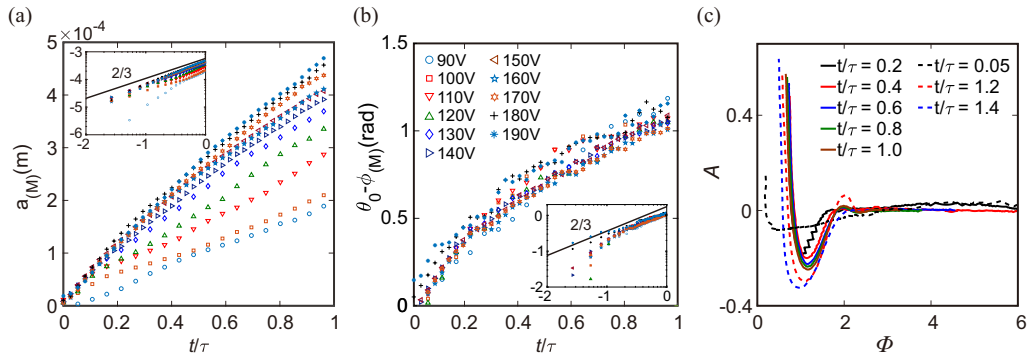 (a)
×10⁻⁴
5
4
3
2
1
0
a(M)(m)
0
0.2
0.4
0.6
0.8
1
t/τ
-3
-4
-5
-6
-2
-1
0
2/3
(b)
1.5
1.0
0.5
0
θ0-ϕ(M)(rad)
0
0.2
0.4
0.6
0.8
1
t/τ
90V
100V
110V
120V
130V
140V
150V
160V
170V
180V
190V
0
-1
-2
-2
-1
0
2/3
(c)
0.4
0
-0.4
A
0
2
4
6
Φ
t/τ = 0.2
t/τ = 0.4
t/τ = 0.6
t/τ = 0.8
t/τ = 1.0
t/τ = 0.05
t/τ = 1.2
t/τ = 1.4